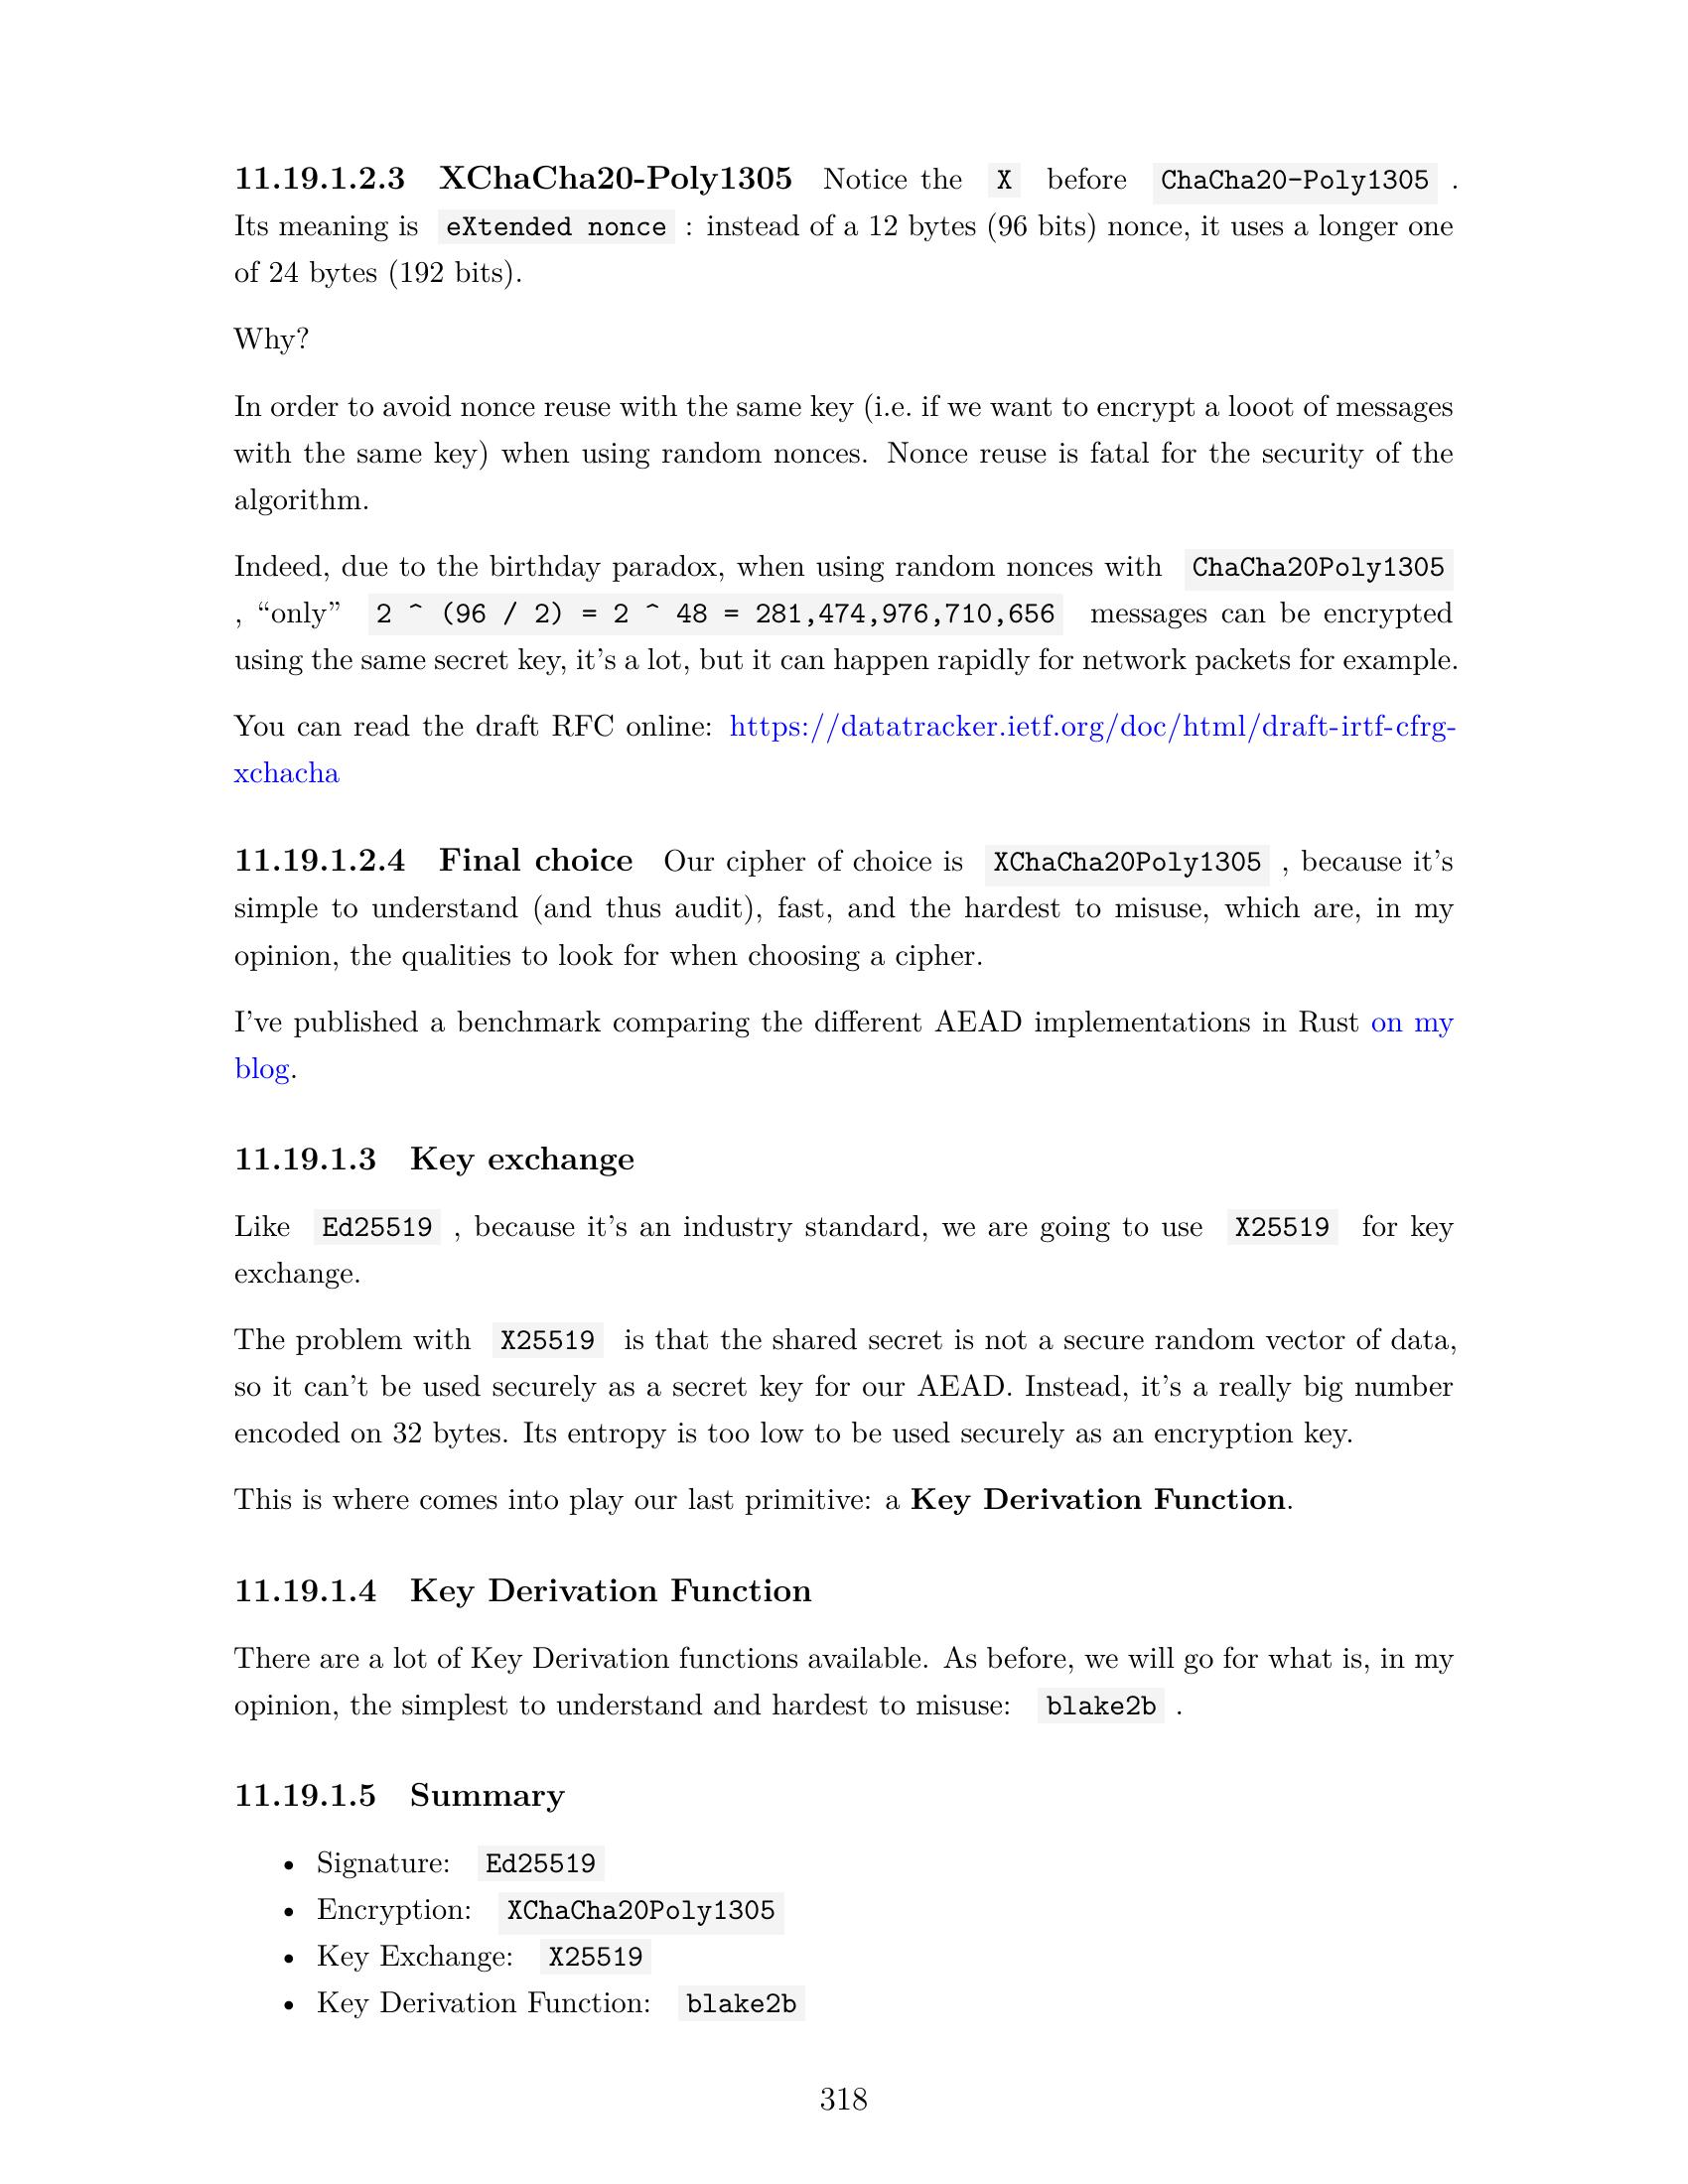 11.19.1.2.3 XChaCha20-Poly1305 Notice the X before ChaCha20-Poly1305 .
Its meaning is eXtended nonce : instead of a 12 bytes (96 bits) nonce, it uses a longer one
of 24 bytes (192 bits).
Why?
In order to avoid nonce reuse with the same key (i.e. if we want to encrypt a looot of messages
with the same key) when using random nonces. Nonce reuse is fatal for the security of the
algorithm.
Indeed, due to the birthday paradox, when using random nonces with ChaCha20Poly1305
, “only” 2 ^ (96 / 2) = 2 ^ 48 = 281,474,976,710,656 messages can be encrypted
using the same secret key, it’s a lot, but it can happen rapidly for network packets for example.
You can read the draft RFC online: https://datatracker.ietf.org/doc/html/draft-irtf-cfrg-
xchacha
11.19.1.2.4 Final choice Our cipher of choice is XChaCha20Poly1305 , because it’s
simple to understand (and thus audit), fast, and the hardest to misuse, which are, in my
opinion, the qualities to look for when choosing a cipher.
I’ve published a benchmark comparing the different AEAD implementations in Rust on my
blog.
11.19.1.3 Key exchange
Like Ed25519 , because it’s an industry standard, we are going to use X25519 for key
exchange.
The problem with X25519 is that the shared secret is not a secure random vector of data,
so it can’t be used securely as a secret key for our AEAD. Instead, it’s a really big number
encoded on 32 bytes. Its entropy is too low to be used securely as an encryption key.
This is where comes into play our last primitive: a Key Derivation Function.
11.19.1.4 Key Derivation Function
There are a lot of Key Derivation functions available. As before, we will go for what is, in my
opinion, the simplest to understand and hardest to misuse: blake2b .
11.19.1.5 Summary
• Signature: Ed25519
• Encryption: XChaCha20Poly1305
• Key Exchange: X25519
• Key Derivation Function: blake2b
318